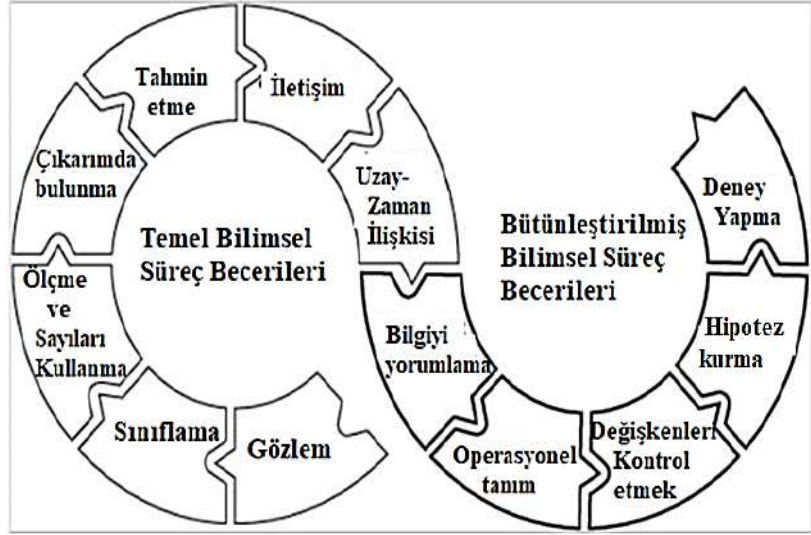 Tahmin
etme
İletişim
Çıkarımda
bulunma
Uzay-
Zaman
İlişkisi
Temel Bilimsel
Süreç Becerileri
Ölçme
ve
Sayıları
Kullanma
Sınıflama
Gözlem
Bütünleştirilmiş
Bilimsel Süreç
Becerileri
Bilgiyi
yorumlama
Operasyonel
tanım
Değişkenleri
Kontrol
etmek
Hipotez
kurma
Deney
Yapma